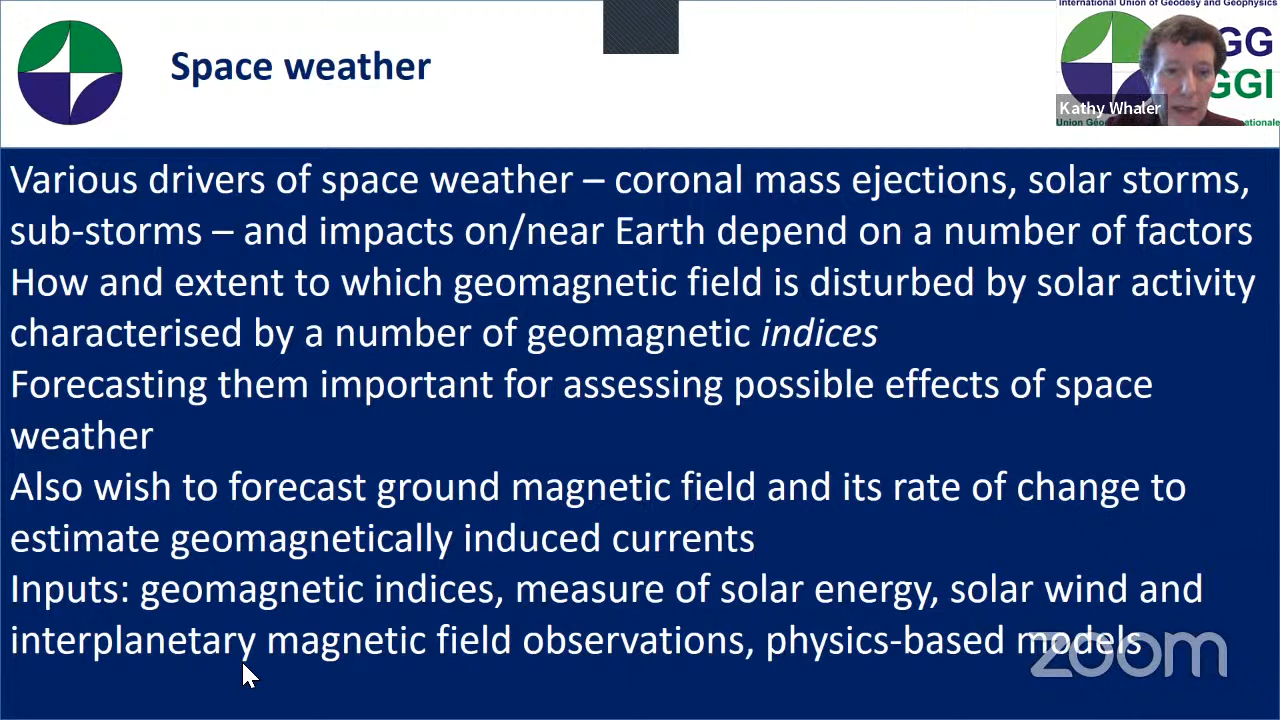 Space weather
International Union of Geodesy and Geophysics
GG
GGI
Kathy Whaler
Union Géo
ationale
Various drivers of space weather – coronal mass ejections, solar storms,
sub-storms – and impacts on/near Earth depend on a number of factors
How and extent to which geomagnetic field is disturbed by solar activity
characterised by a number of geomagnetic indices
Forecasting them important for assessing possible effects of space
weather
Also wish to forecast ground magnetic field and its rate of change to
estimate geomagnetically induced currents
Inputs: geomagnetic indices, measure of solar energy, solar wind and
interplanetary magnetic field observations, physics-based models
zoom